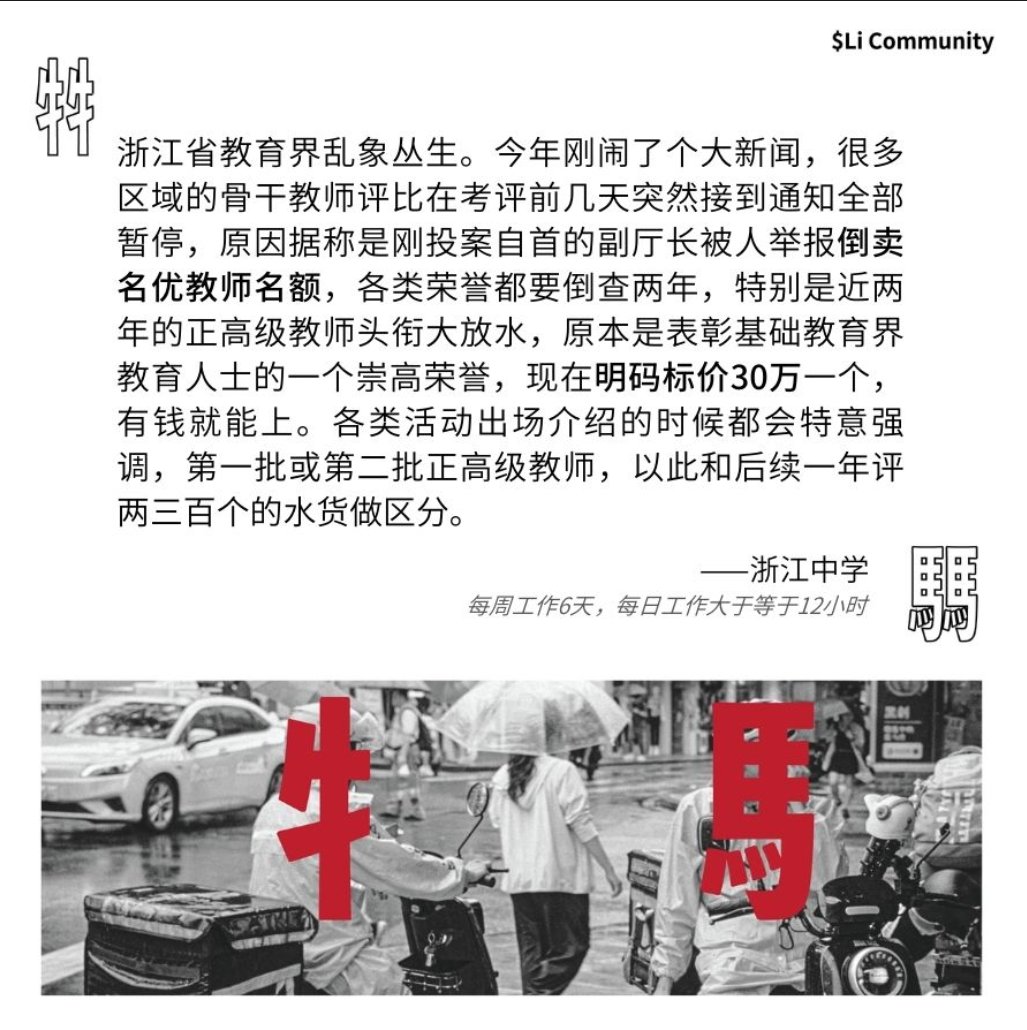 $Li Community
牛牛
浙江省教育界乱象丛生。今年刚闹了个大新闻，很多
区域的骨干教师评比在考评前几天突然接到通知全部
暂停，原因据称是刚投案自首的副厅长被人举报倒卖
名优教师名额，各类荣誉都要倒查两年，特别是近两
年的正高级教师头衔大放水，原本是表彰基础教育界
教育人士的一个崇高荣誉，现在明码标价30万一个，
有钱就能上。各类活动出场介绍的时候都会特意强
调，第一批或第二批正高级教师，以此和后续一年评
两三百个的水货做区分。
——浙江中学
每周工作6天，每日工作大于等于12小时
馬馬
牛 馬